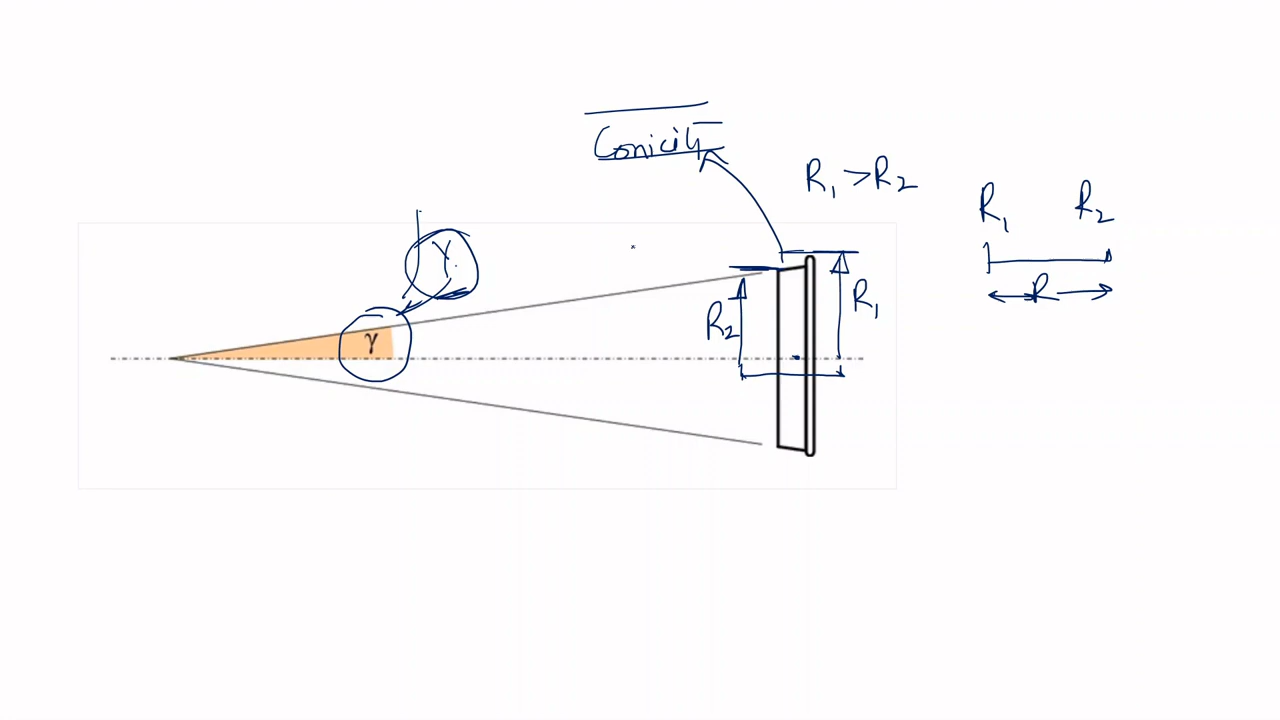 Conicity
R₁ > R₂
R₁ R₂
R
γ
γ
R₂
R₁